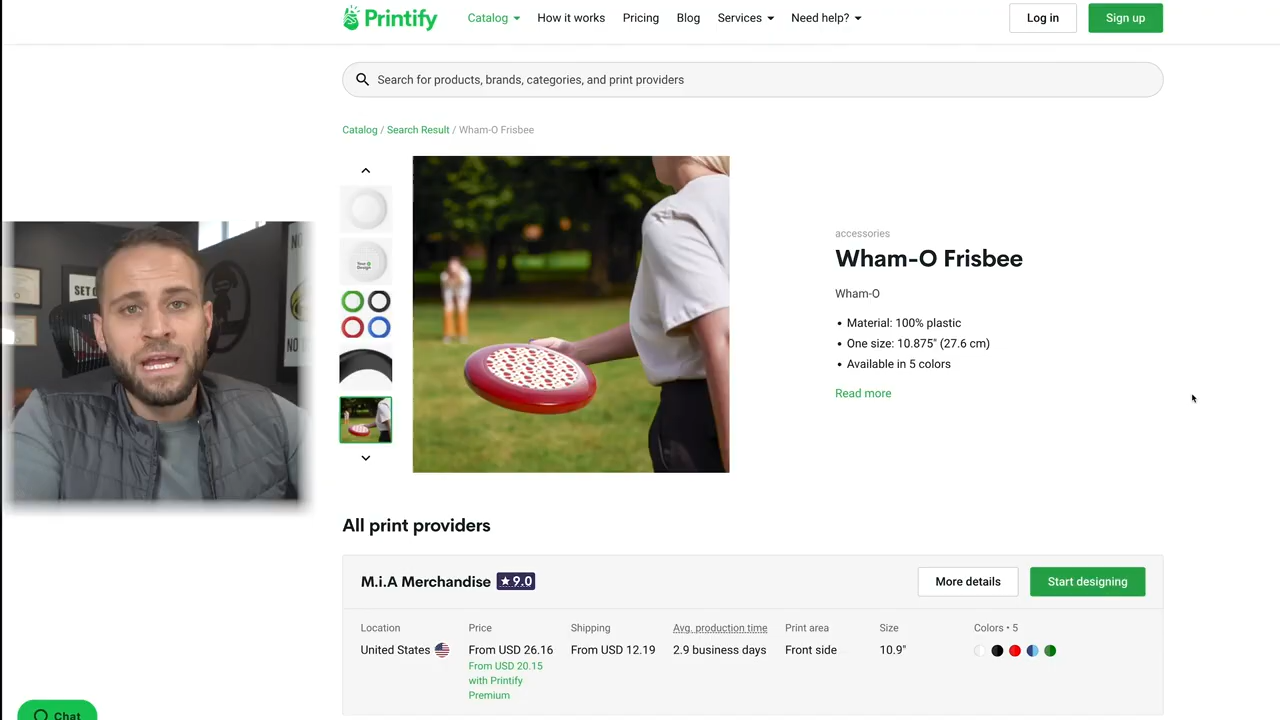 Printify
Catalog
How it works
Pricing
Blog
Services
Need help?
Log in
Sign up
Search for products, brands, categories, and print providers
Catalog / Search Result / Wham-O Frisbee
accessories
Wham-O Frisbee
Wham-O
• Material: 100% plastic
• One size: 10.875" (27.6 cm)
• Available in 5 colors
Read more
SET G
NO
NO
All print providers
M.i.A Merchandise ★ 9.0
More details
Start designing
Location
Price
Shipping
Avg. production time
Print area
Size
Colors • 5
United States
From USD 26.16
From USD 12.19
2.9 business days
Front side
10.9"
From USD 20.15
with Printify
Premium
Chat